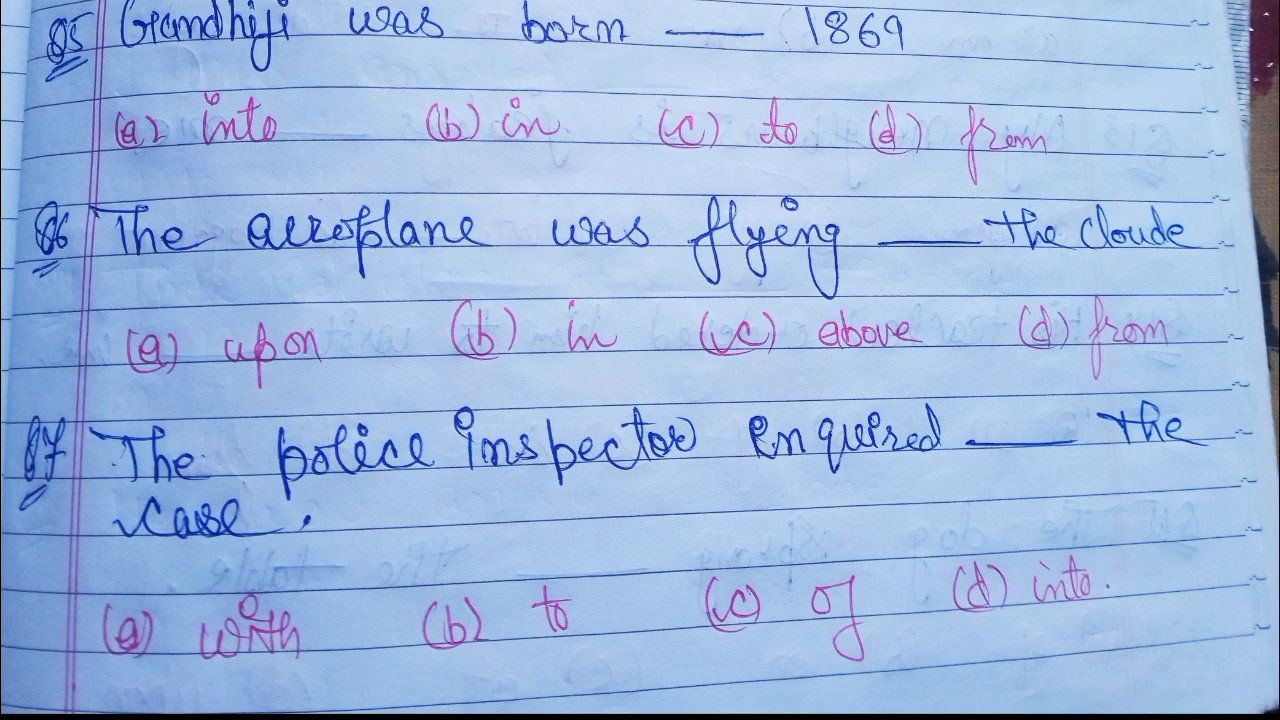 Q5 Gandhiji was born — 1869
(a) into (b) in (c) to (d) from
Q6 The aeroplane was flying — the cloude
(a) upon (b) in (c) above (d) from
Q7 The police inspector enquired — the
case.
(a) with (b) to (c) of (d) into.